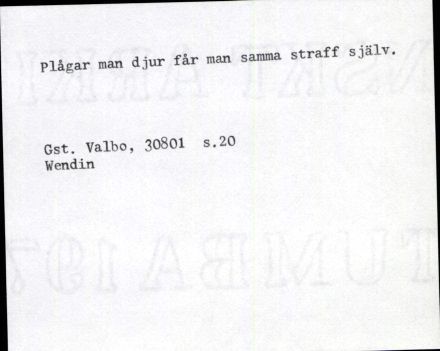 Plågar man djur får man samma straff själv.
Gst. Valbo, 30801 s.20
Wendin